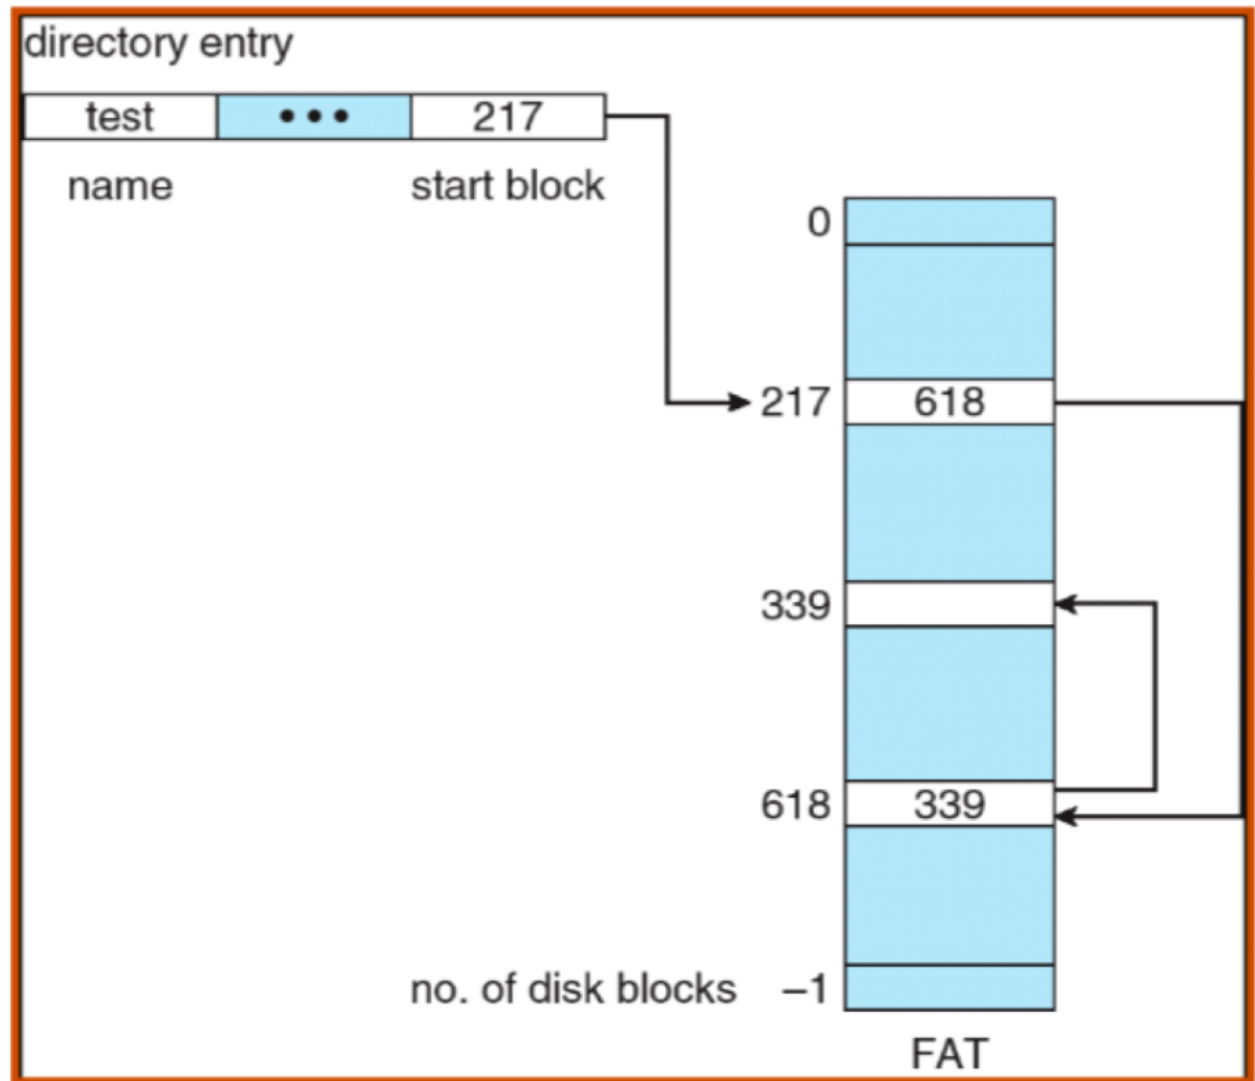 directory entry
test ••• 217
name start block
0
217 618
339
618 339
no. of disk blocks –1
FAT